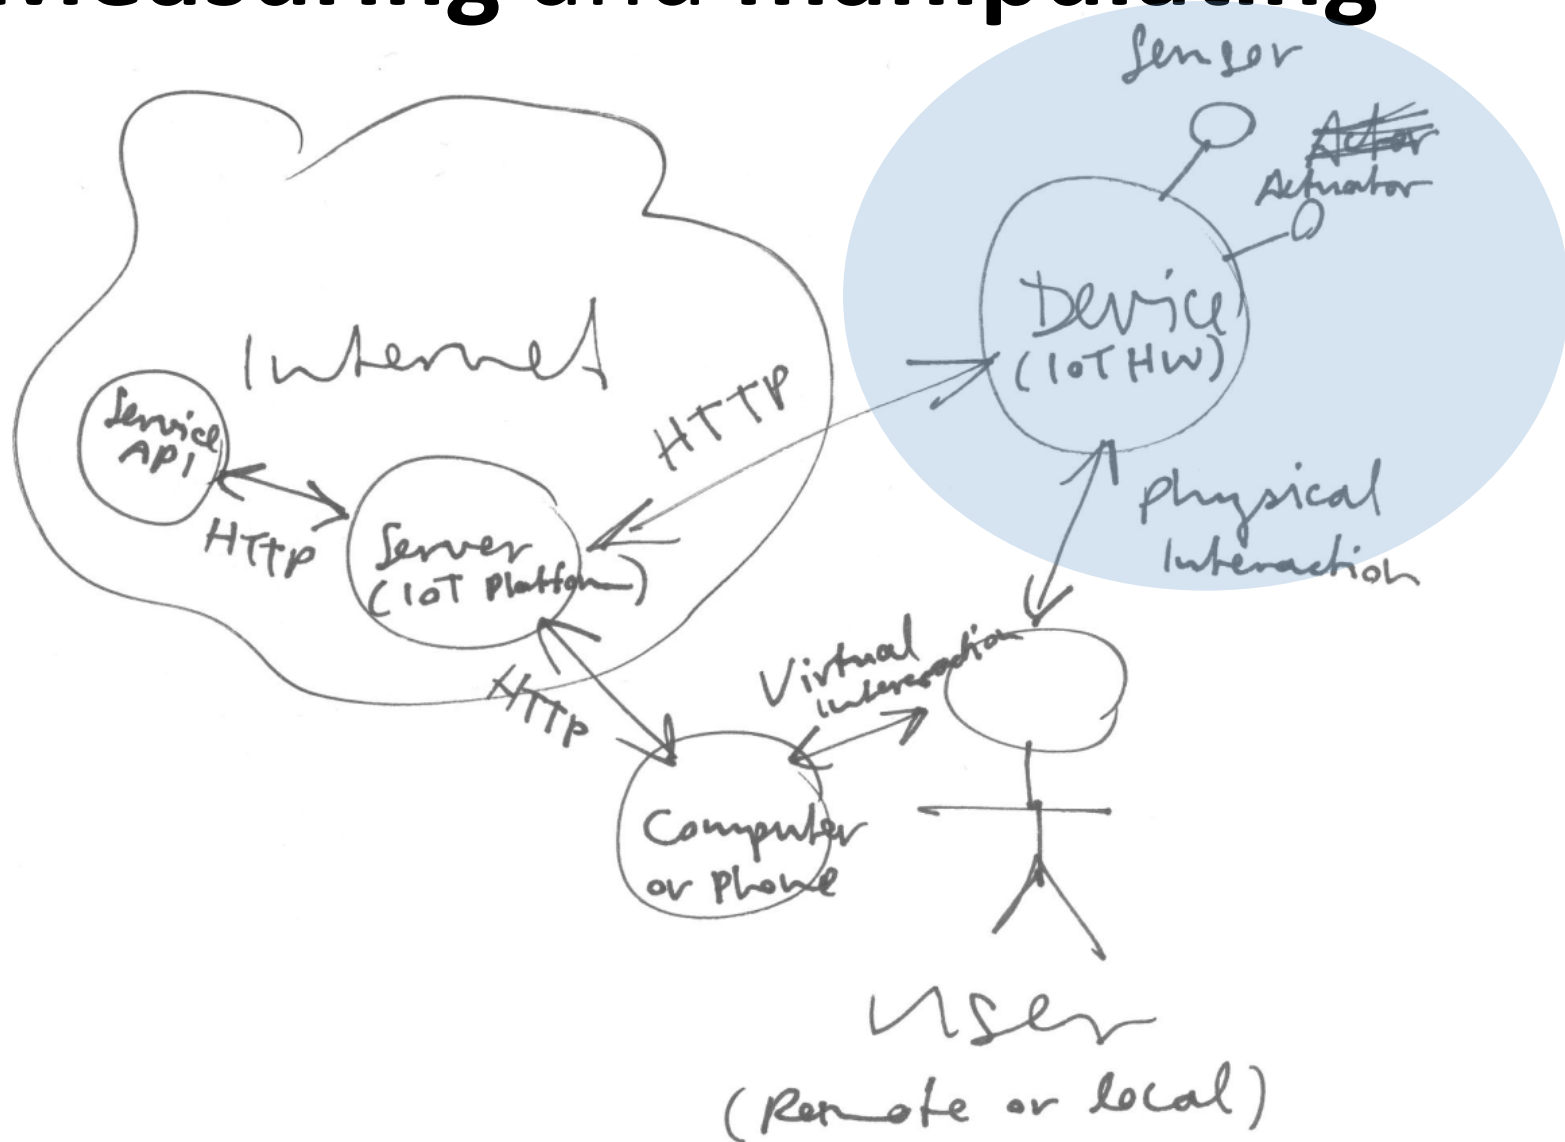 Measuring and manipulating
Sensor
Actor
Actuator
Device
(IoT HW)
Internet
HTTP
Service
API
HTTP
Server
(IoT Platform)
Physical
Interaction
Virtual
Interaction
HTTP
Computer
or Phone
User
(Remote or local)